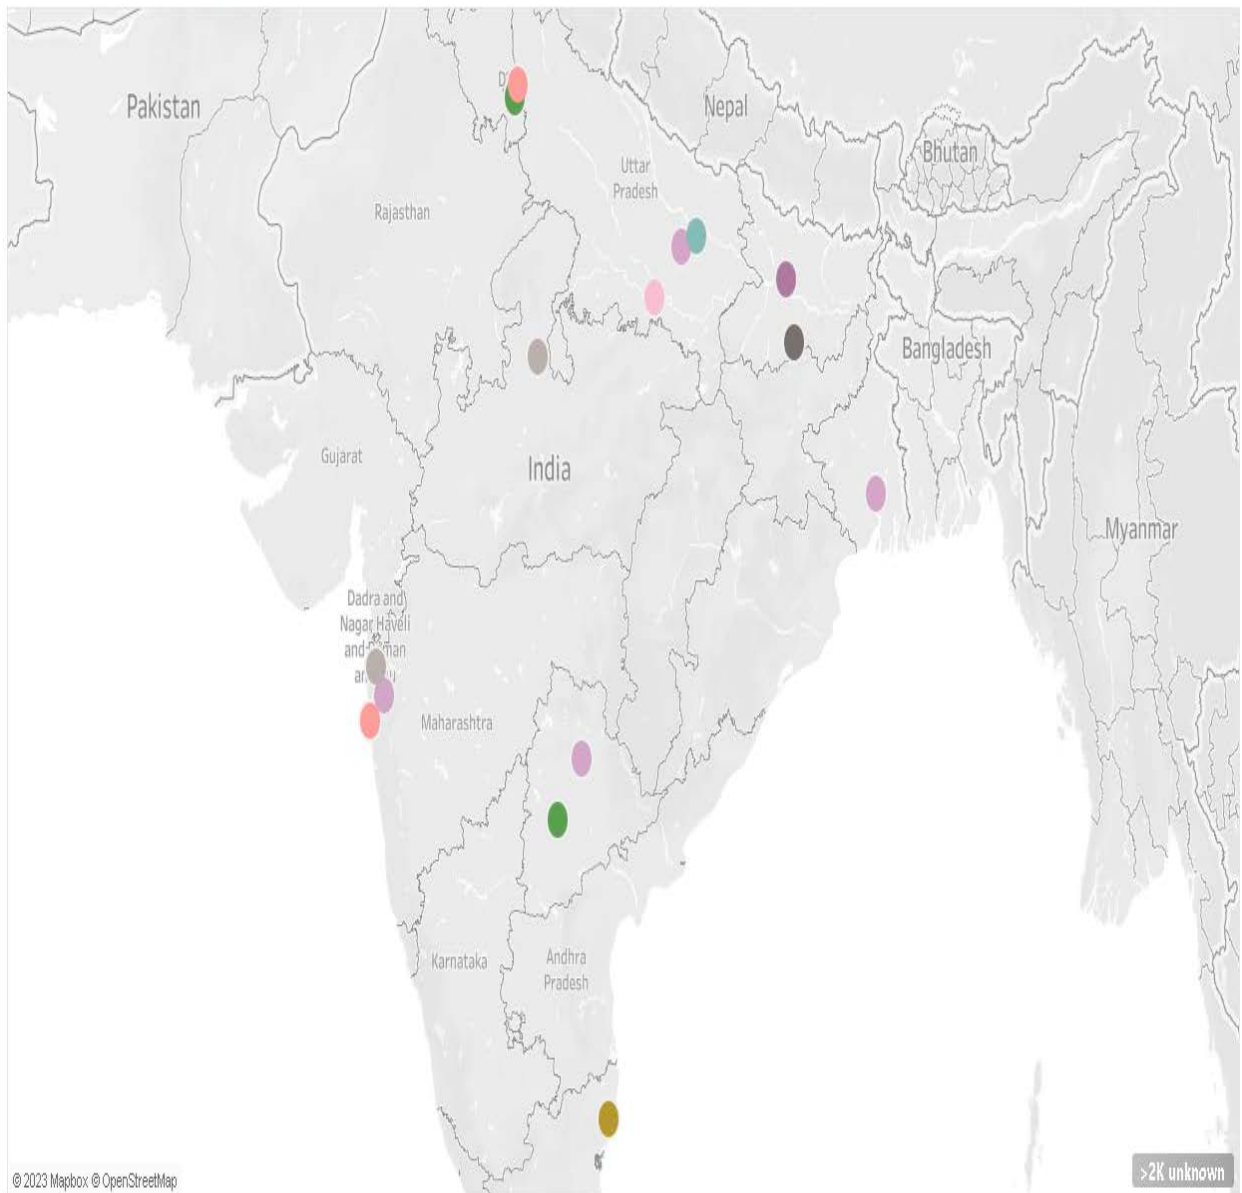 Pakistan
Nepal
Bhutan
Uttar
Pradesh
Rajasthan
Bangladesh
Gujarat
India
Myanmar
Dadra and
Nagar Haveli
Maharashtra
Karnataka
Andhra
Pradesh
© 2023 Mapbox © OpenStreetMap
>2K unknown